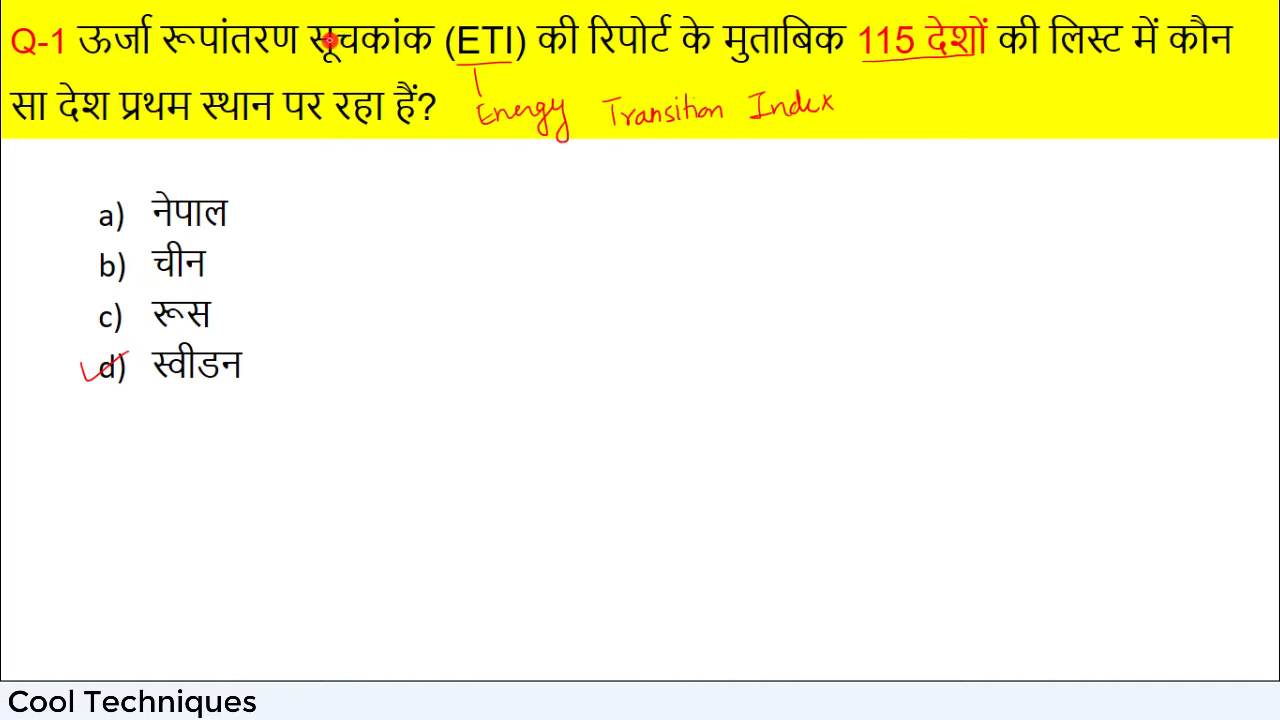 Q-1 ऊर्जा रूपांतरण सूचकांक (ETI) की रिपोर्ट के मुताबिक 115 देशों की लिस्ट में कौन
सा देश प्रथम स्थान पर रहा हैं? Energy Transition Index
a) नेपाल
b) चीन
c) रूस
d) स्वीडन
Cool Techniques